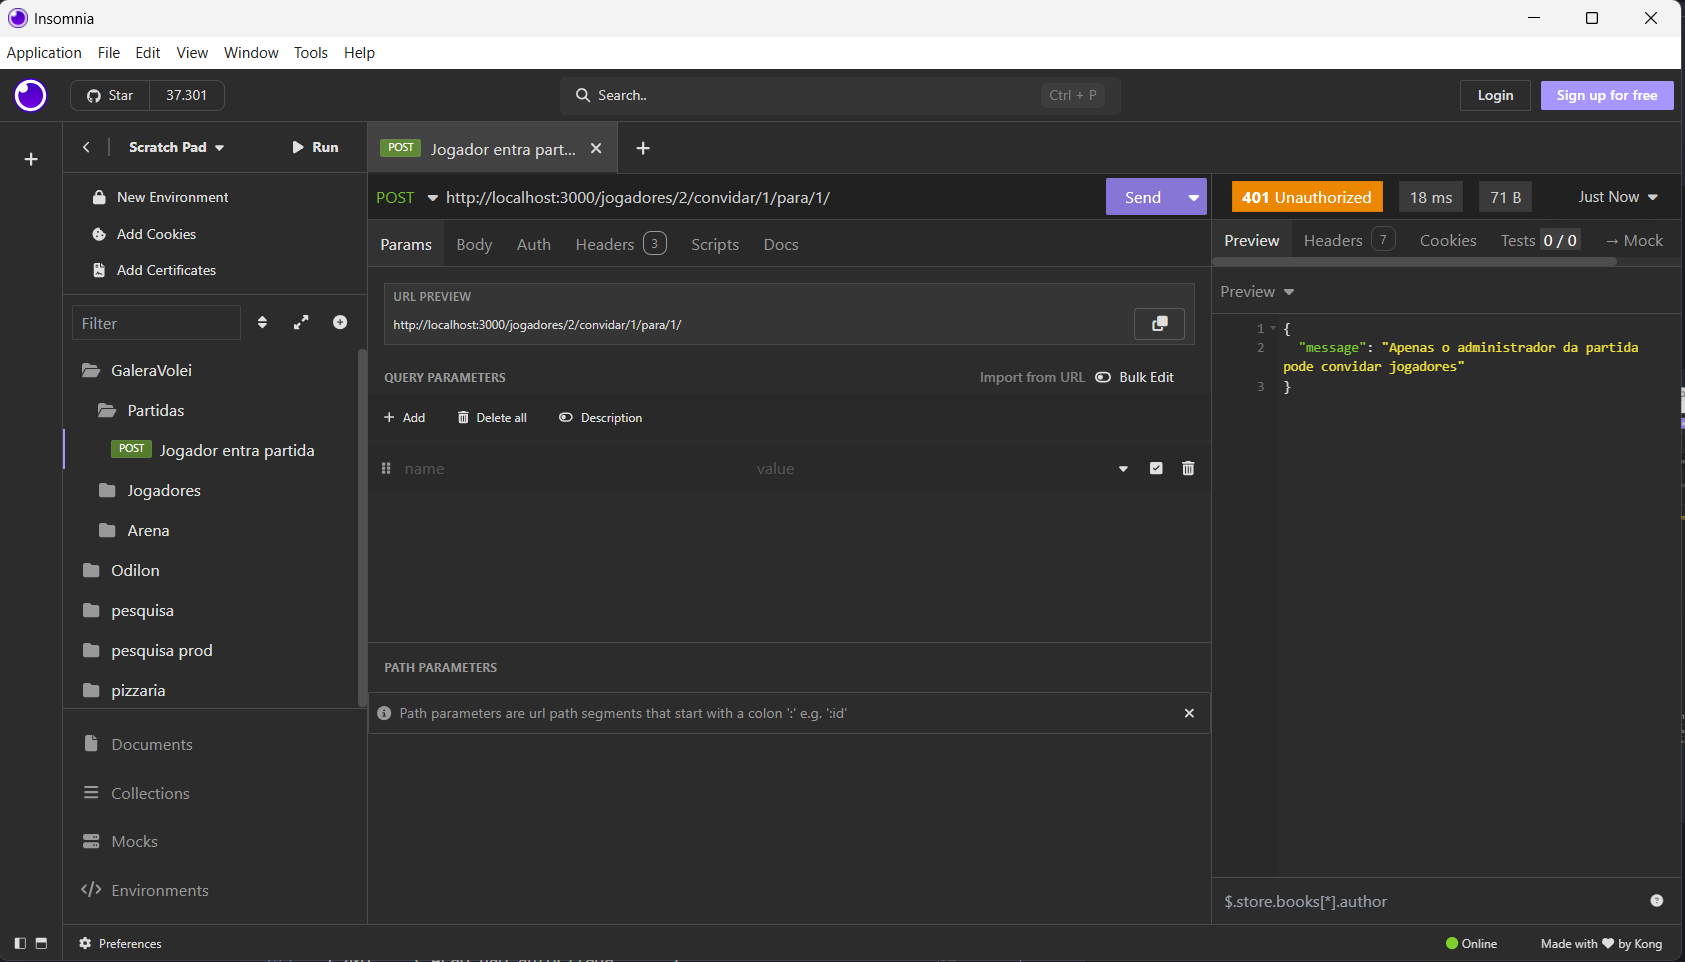 Insomnia
Application File Edit View Window Tools Help
Star 37.301
Search.. Ctrl + P
Login
Sign up for free
Scratch Pad
Run
POST Jogador entra part...
New Environment
Add Cookies
Add Certificates
Filter
GaleraVolei
Partidas
POST Jogador entra partida
Jogadores
Arena
Odilon
pesquisa
pesquisa prod
pizzaria
Documents
Collections
Mocks
Environments
POST http://localhost:3000/jogadores/2/convidar/1/para/1/
Send
Params Body Auth Headers 3 Scripts Docs
URL PREVIEW
http://localhost:3000/jogadores/2/convidar/1/para/1/
QUERY PARAMETERS
Import from URL Bulk Edit
Add Delete all Description
name value
PATH PARAMETERS
Path parameters are url path segments that start with a colon ':' e.g. ':id'
401 Unauthorized 18 ms 71 B Just Now
Preview Headers 7 Cookies Tests 0 / 0 → Mock
Preview
1 {
2 "message": "Apenas o administrador da partida
pode convidar jogadores"
3 }
$.store.books[*].author
Preferences
Online
Made with ♥ by Kong